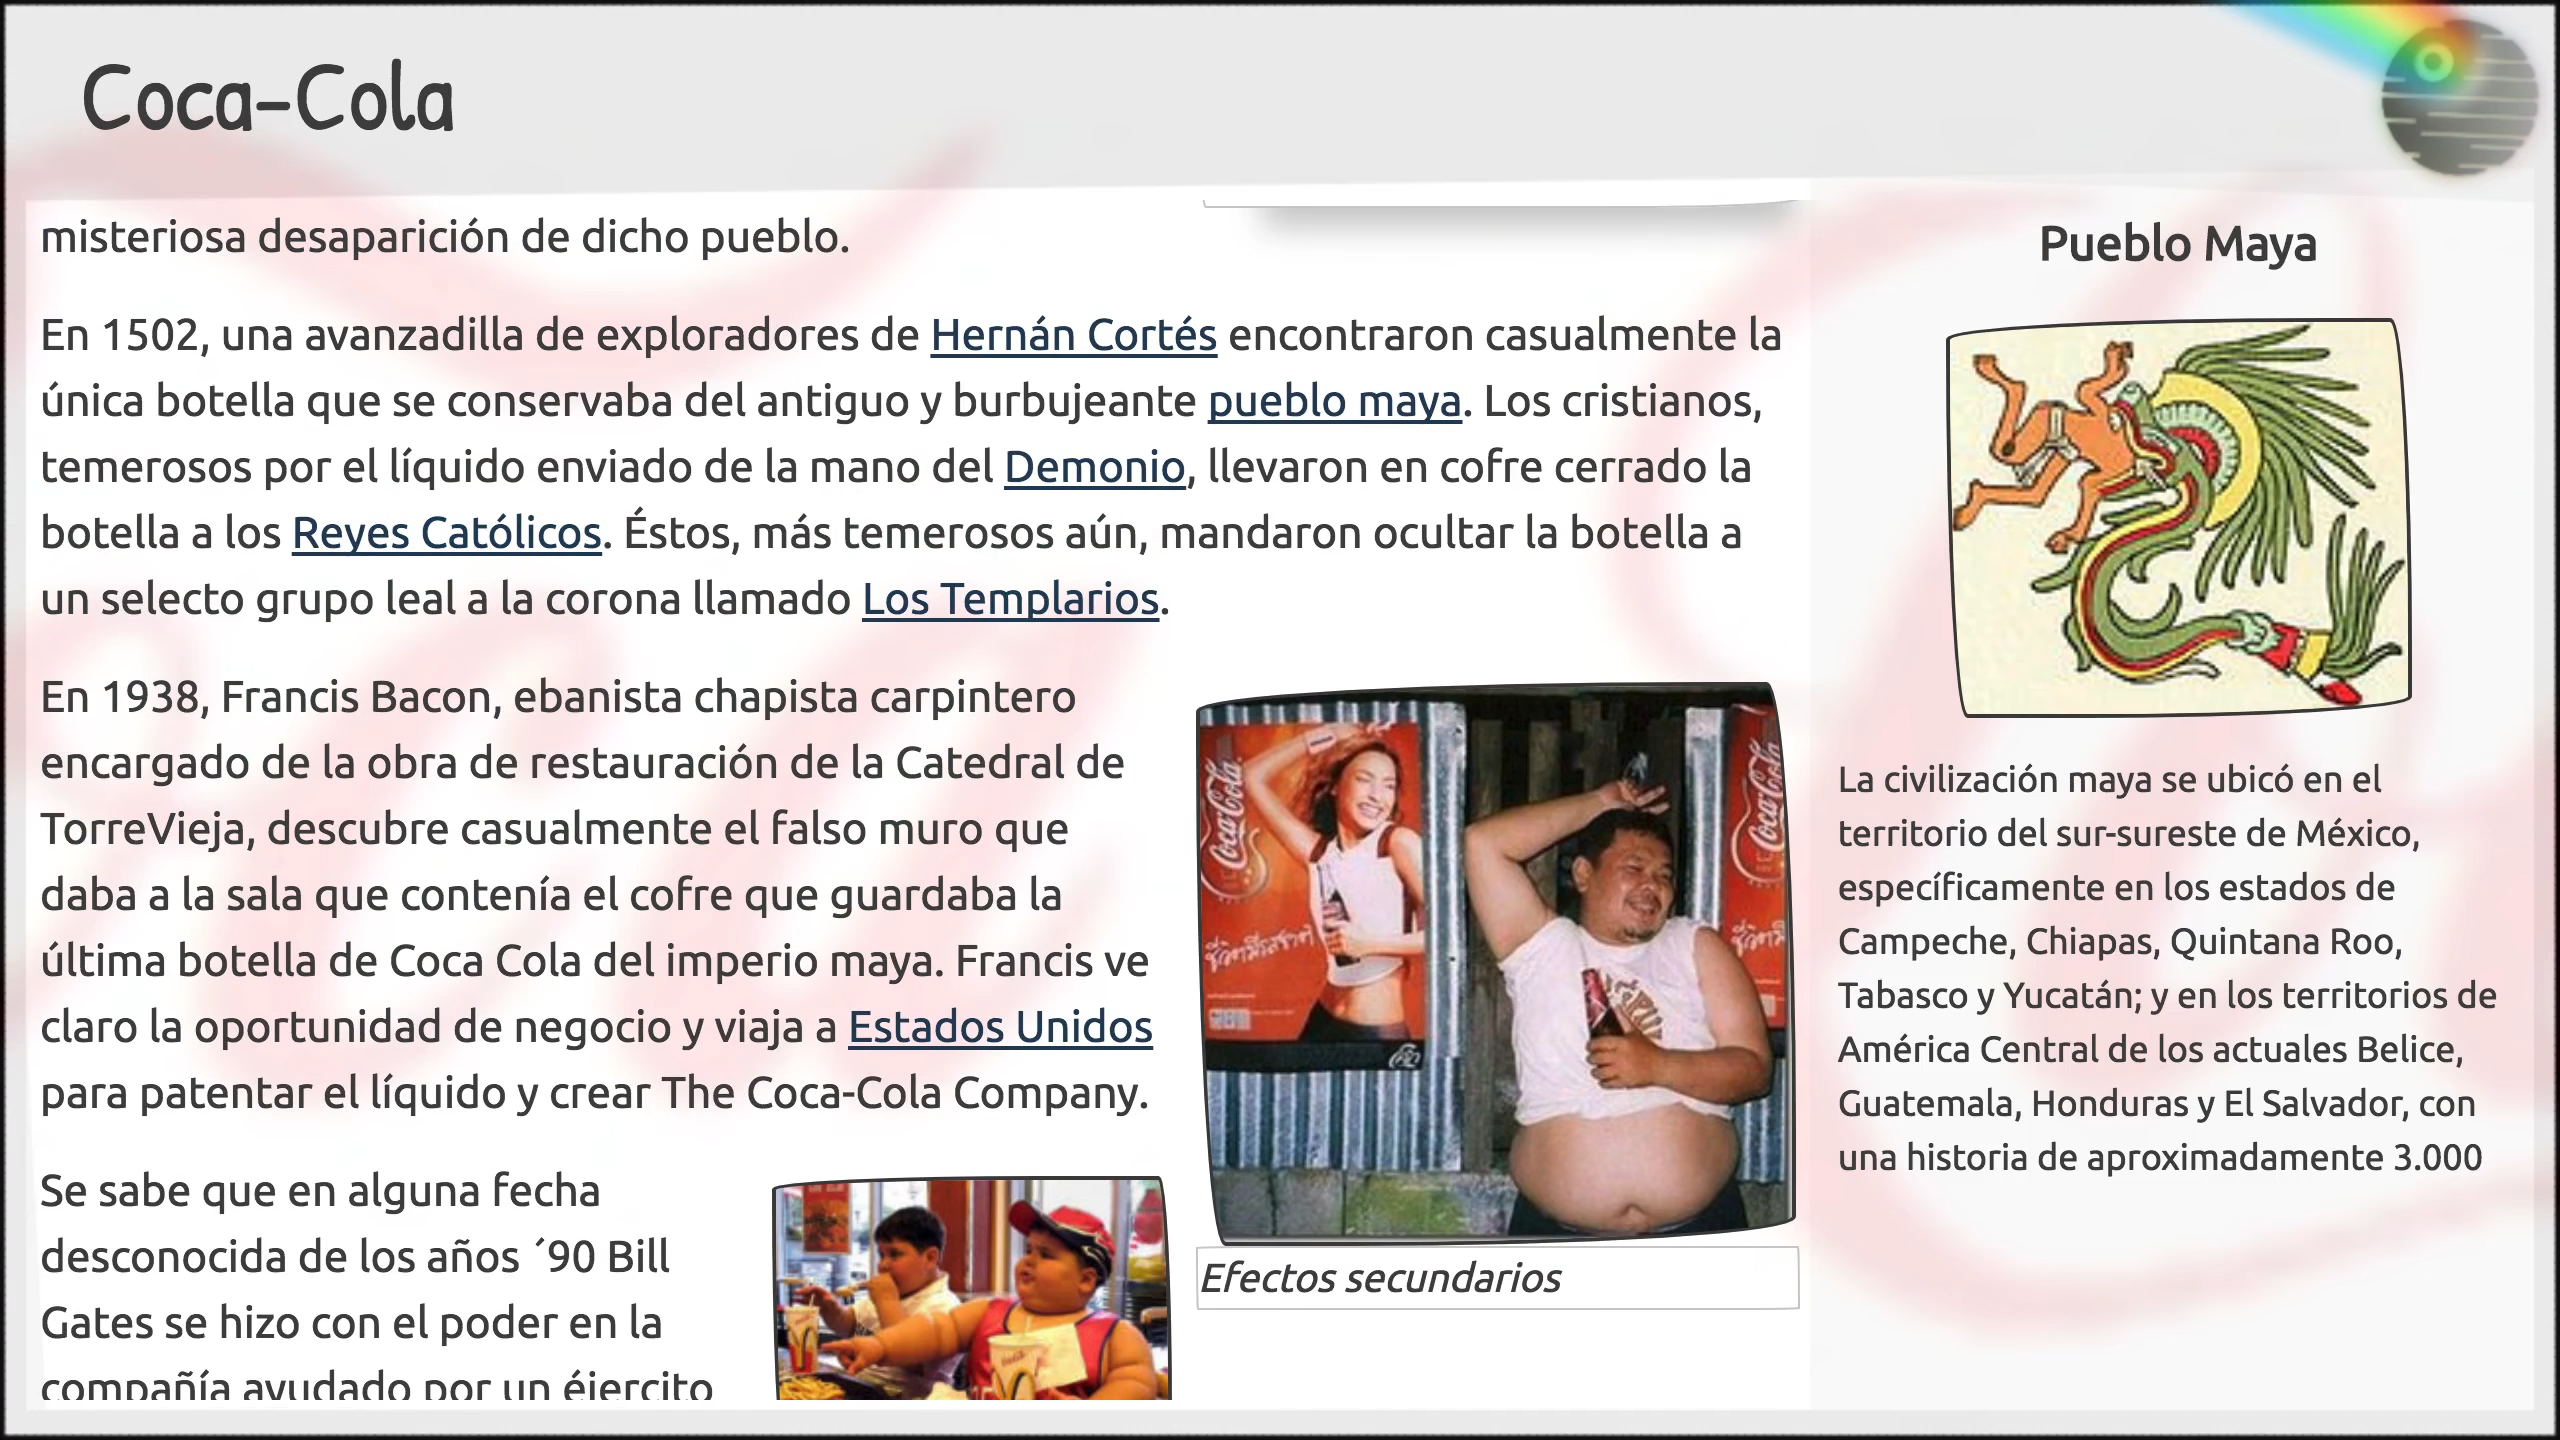 Coca-Cola
misteriosa desaparición de dicho pueblo.
En 1502, una avanzadilla de exploradores de Hernán Cortés encontraron casualmente la
única botella que se conservaba del antiguo y burbujeante pueblo maya. Los cristianos,
temerosos por el líquido enviado de la mano del Demonio, llevaron en cofre cerrado la
botella a los Reyes Católicos. Éstos, más temerosos aún, mandaron ocultar la botella a
un selecto grupo leal a la corona llamado Los Templarios.
En 1938, Francis Bacon, ebanista chapista carpintero
encargado de la obra de restauración de la Catedral de
TorreVieja, descubre casualmente el falso muro que
daba a la sala que contenía el cofre que guardaba la
última botella de Coca Cola del imperio maya. Francis ve
claro la oportunidad de negocio y viaja a Estados Unidos
para patentar el líquido y crear The Coca-Cola Company.
Coca-Cola
Coca-Cola
Efectos secundarios
Se sabe que en alguna fecha
desconocida de los años ´90 Bill
Gates se hizo con el poder en la
compañía ayudado por un éjercito
Pueblo Maya
La civilización maya se ubicó en el
territorio del sur-sureste de México,
específicamente en los estados de
Campeche, Chiapas, Quintana Roo,
Tabasco y Yucatán; y en los territorios de
América Central de los actuales Belice,
Guatemala, Honduras y El Salvador, con
una historia de aproximadamente 3.000